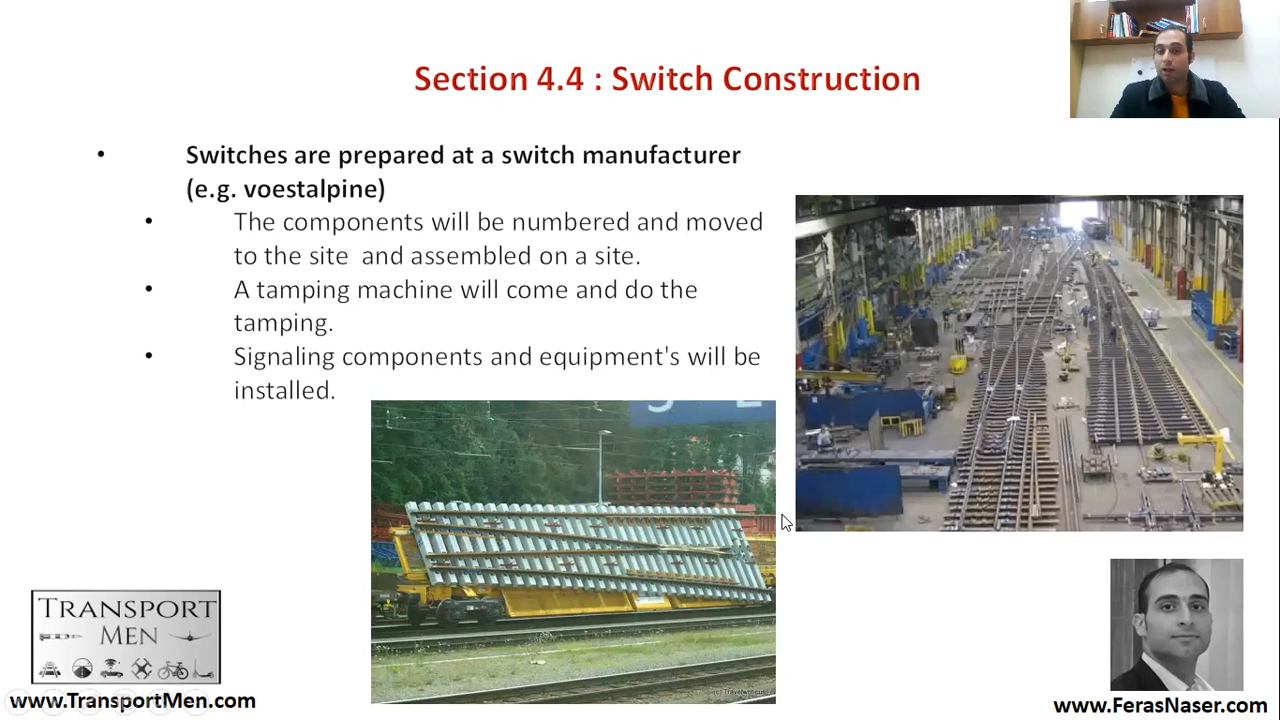 Section 4.4 : Switch Construction
• Switches are prepared at a switch manufacturer
(e.g. voestalpine)
• The components will be numbered and moved
to the site and assembled on a site.
• A tamping machine will come and do the
tamping.
• Signaling components and equipment's will be
installed.
TRANSPORT
MEN
www.TransportMen.com
www.FerasNaser.com